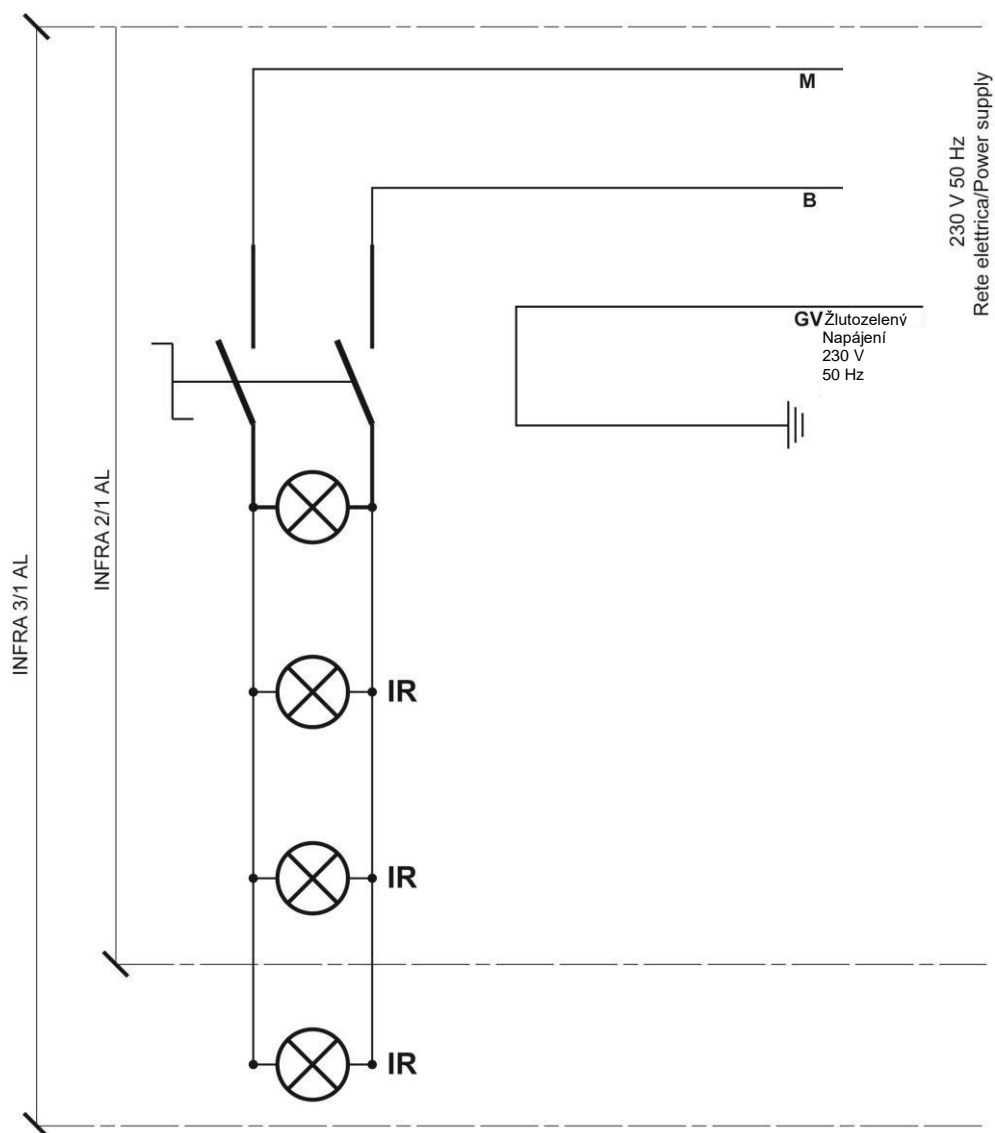 M
B
230 V 50 Hz
Rete elettrica/Power supply
GV Žlutozelený
Napájení
230 V
50 Hz
INFRA 2/1 AL
INFRA 3/1 AL
IR
IR
IR